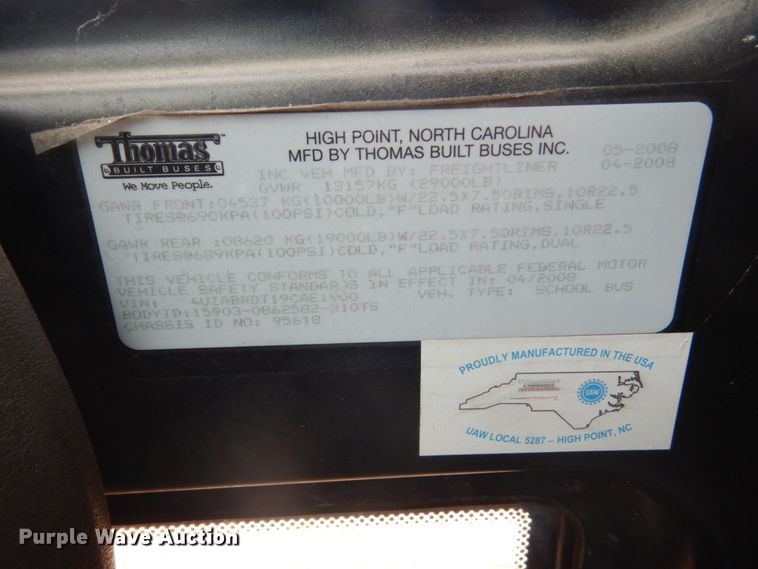 Thomas
BUILT BUSES
We Move People.
HIGH POINT, NORTH CAROLINA
MFD BY THOMAS BUILT BUSES INC. 05-2008
INC VEH MFD BY: FREIGHTLINER 04-2008
GVWR 13157KG (29000LB)
GAWR FRONT:04537 KG(10000LB)W/22.5X7.50RIMS,10R22.5
TIRES@690KPA(100PSI)COLD,"F"LOAD RATING,SINGLE
GAWR REAR :08620 KG(19000LB)W/22.5X7.50RIMS,10R22.5
TIRES@689KPA(100PSI)COLD,"F"LOAD RATING,DUAL
THIS VEHICLE CONFORMS TO ALL APPLICABLE FEDERAL MOTOR
VEHICLE SAFETY STANDARDS IN EFFECT IN: 04/2008
VIN: VEH. TYPE: SCHOOL BUS
BODYID:15903-0862582-310TS
CHASSIS ID NO: 95618
PROUDLY MANUFACTURED IN THE USA
UAW
UAW LOCAL 5287 – HIGH POINT, NC
Purple Wave Auction